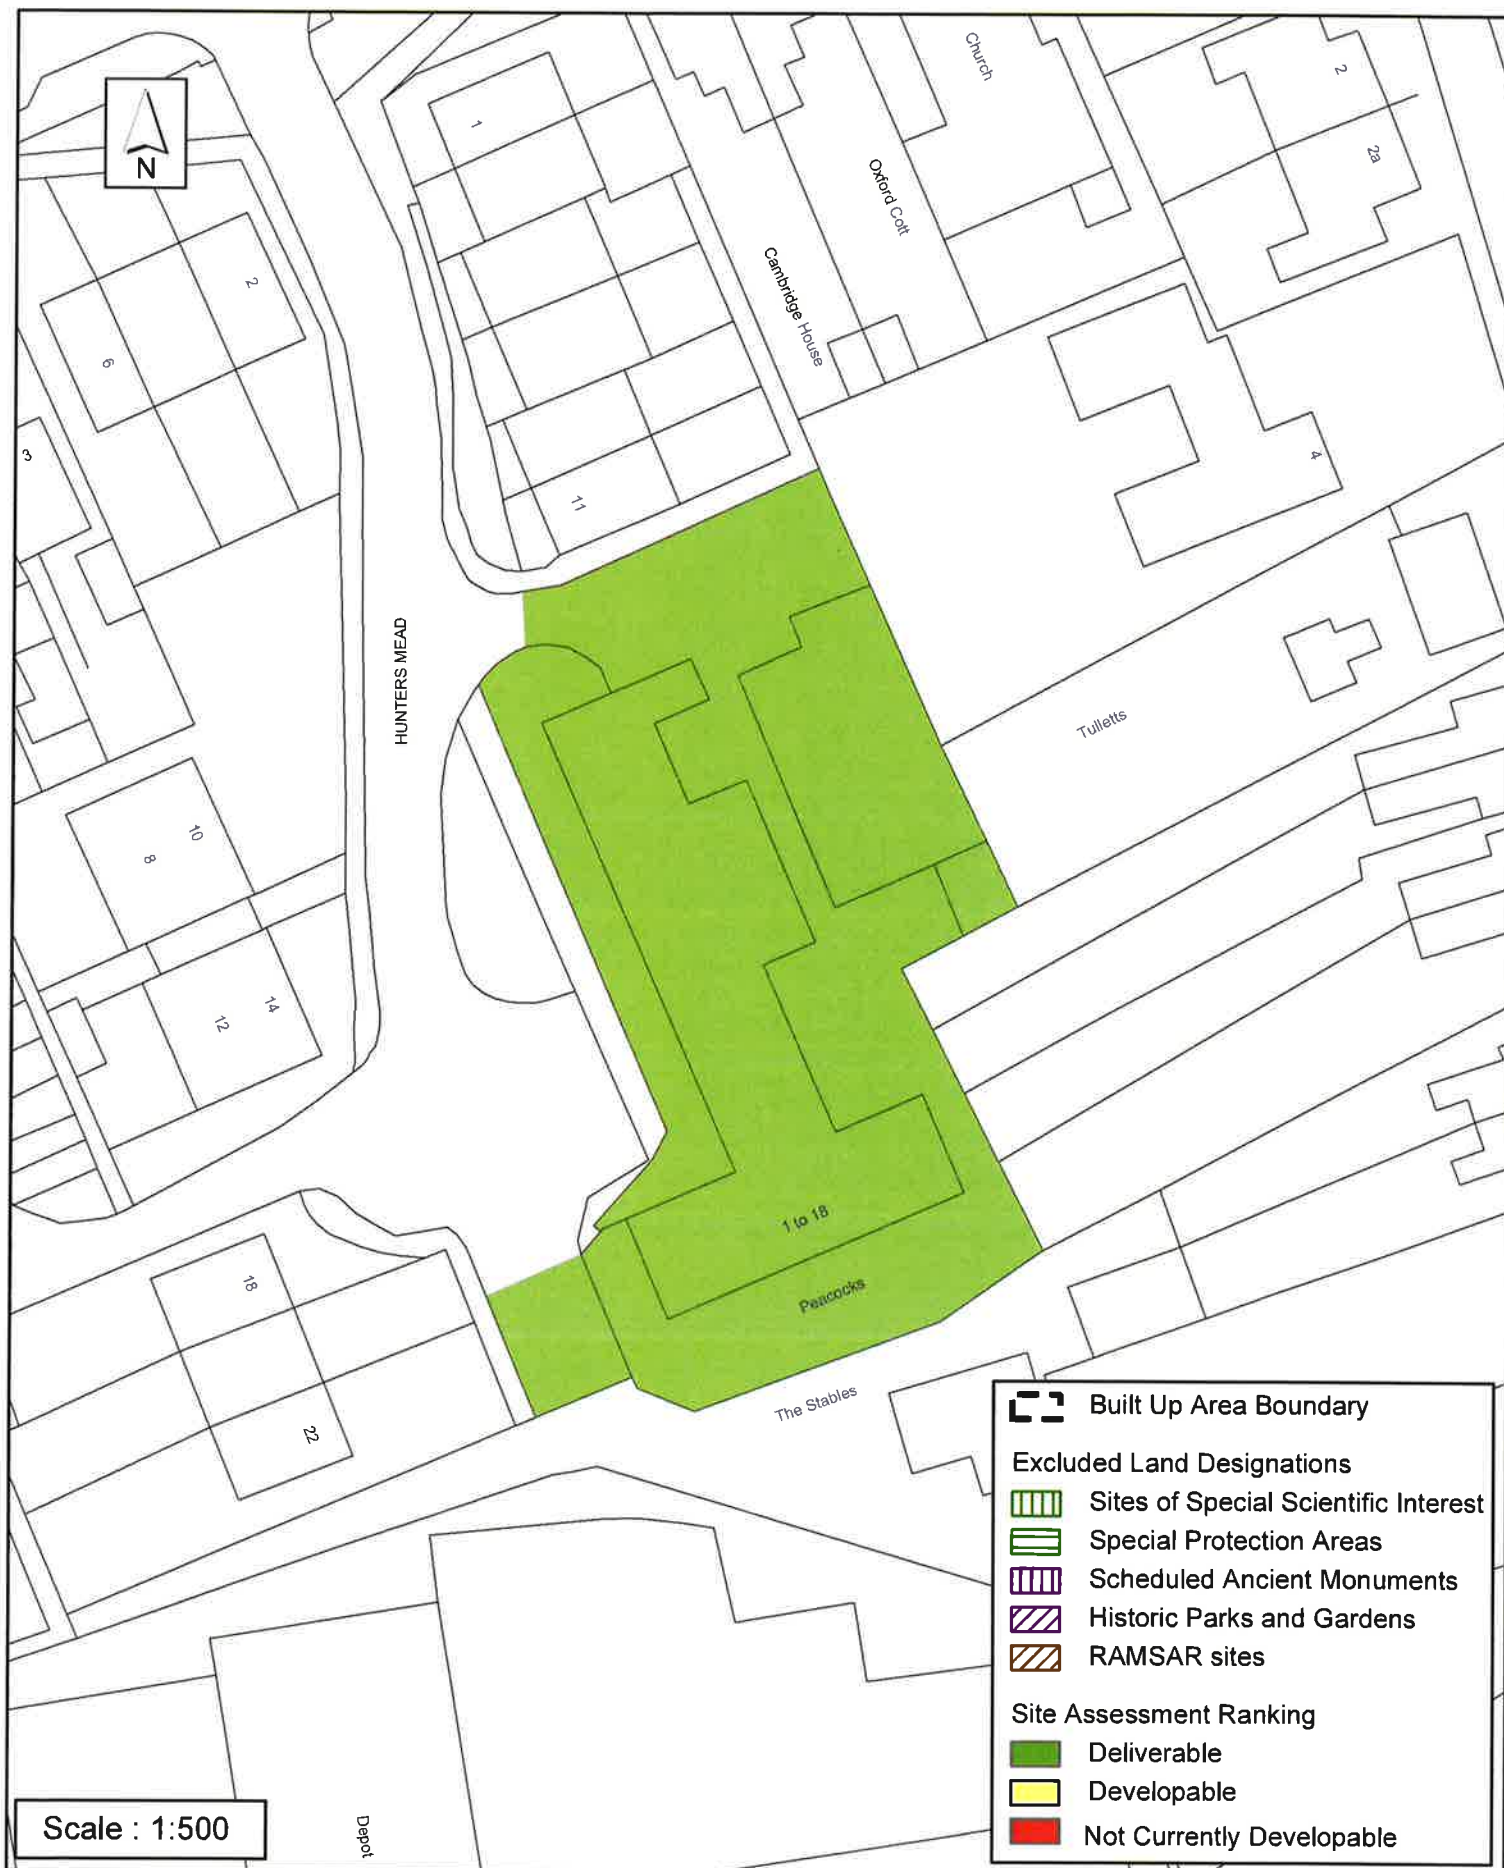 N
1
Church
2
2a
Oxford Cott
Cambridge House
2
6
3
4
11
HUNTERS MEAD
Tulletts
10
8
14
12
1 to 18
Peacocks
18
22
The Stables
Depot
Scale : 1:500
Built Up Area Boundary
Excluded Land Designations
Sites of Special Scientific Interest
Special Protection Areas
Scheduled Ancient Monuments
Historic Parks and Gardens
RAMSAR sites
Site Assessment Ranking
Deliverable
Developable
Not Currently Developable